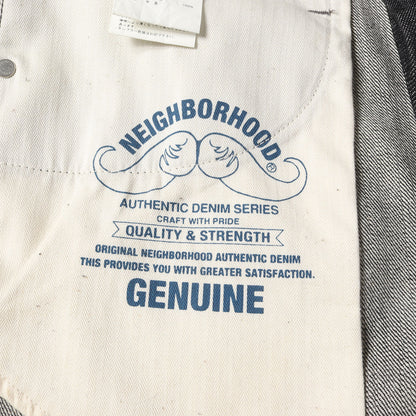 NEIGHBORHOOD®
AUTHENTIC DENIM SERIES
CRAFT WITH PRIDE
QUALITY & STRENGTH
ORIGINAL NEIGHBORHOOD AUTHENTIC DENIM
THIS PROVIDES YOU WITH GREATER SATISFACTION.
GENUINE